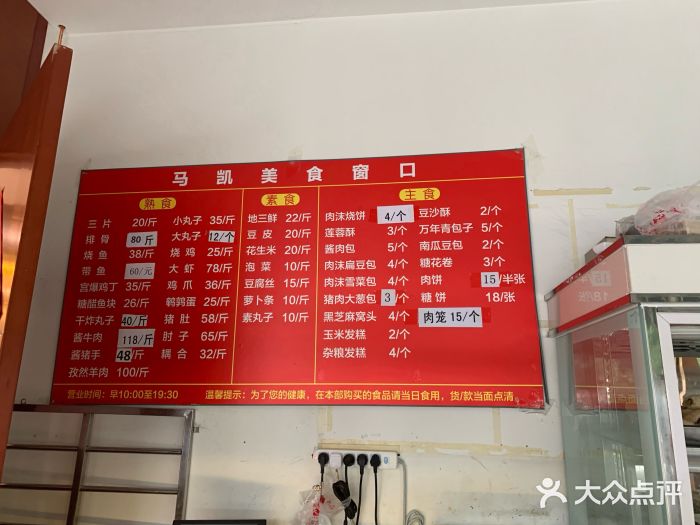 马凯美食窗口
熟食
三片 20/斤
排骨 80/斤
烧鱼 38/斤
带鱼 60/元
宫爆鸡丁 35/斤
糖醋鱼块 26/斤
干炸丸子 40/斤
酱牛肉 118/斤
酱猪手 48/斤
孜然羊肉 100/斤
小丸子 35/斤
大丸子 12/个
烧鸡 25/斤
大虾 78/斤
鸡爪 36/斤
鹌鹑蛋 25/斤
猪肚 58/斤
肘子 65/斤
耦合 32/斤
素食
地三鲜 22/斤
豆皮 20/斤
花生米 20/斤
泡菜 10/斤
豆腐丝 15/斤
萝卜条 10/斤
素丸子 10/斤
主食
肉沫烧饼 4/个
莲蓉酥 3/个
酱肉包 5/个
肉沫扁豆包 4/个
肉沫雪菜包 4/个
猪肉大葱包 3/个
黑芝麻窝头 4/个
玉米发糕 2/个
杂粮发糕 4/个
豆沙酥 2/个
万年青包子 5/个
南瓜豆包 2/个
糖花卷 3/个
肉饼 15/半张
糖饼 18/张
肉笼 15/个
营业时间：早10:00至19:30 温馨提示：为了您的健康，在本部购买的食品请当日食用，货/款当面点清
15/半
18/张
大众点评